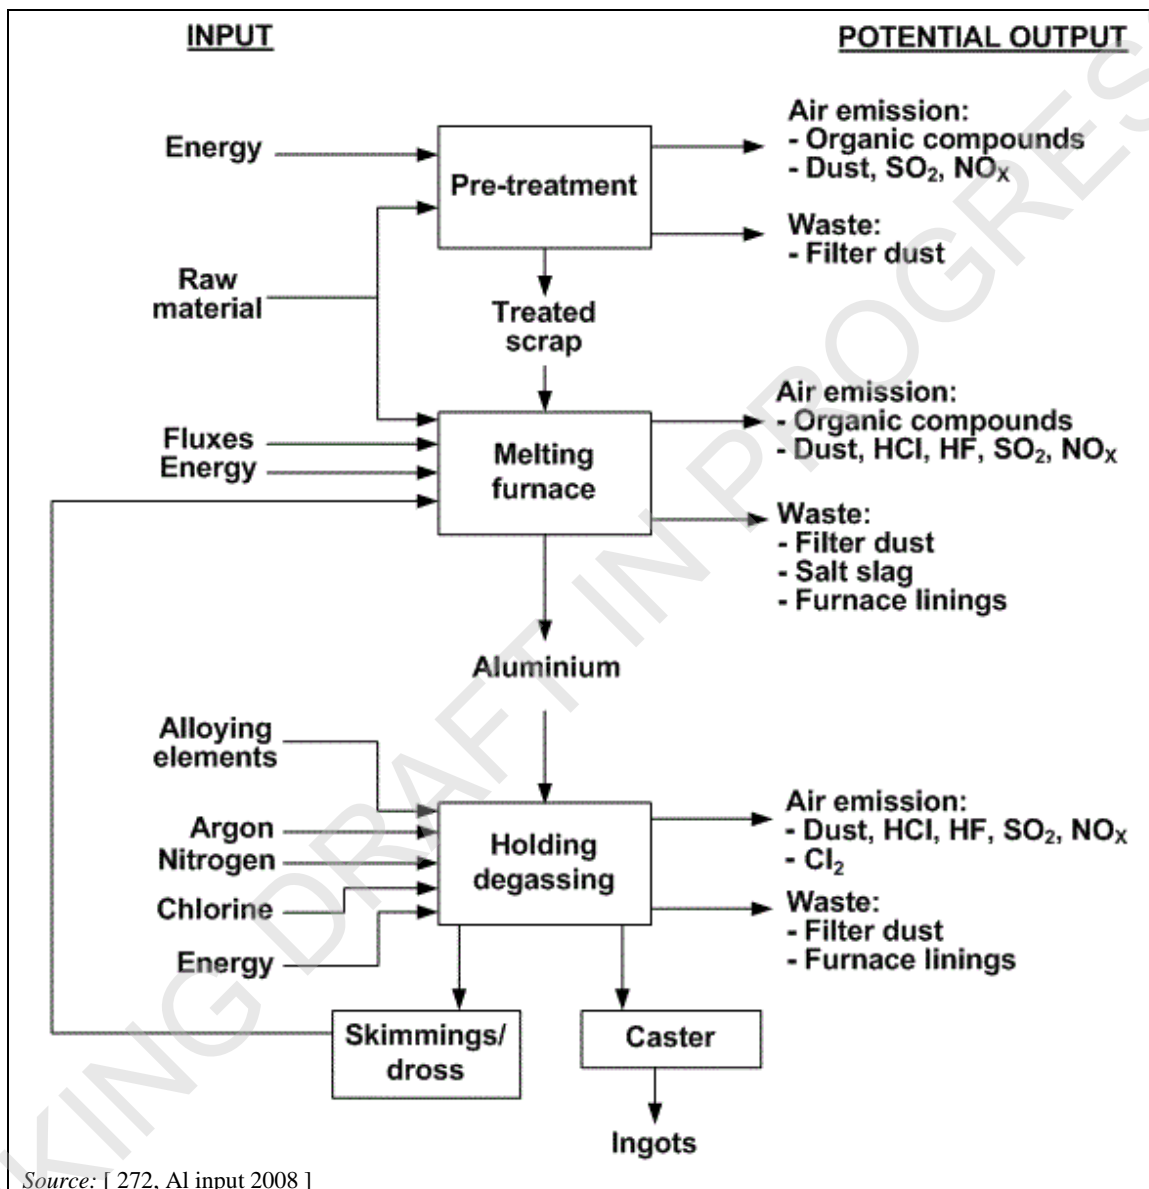 INPUT
POTENTIAL OUTPUT
Energy
Pre-treatment
Air emission:
- Organic compounds
- Dust, SO₂, NOₓ
Waste:
- Filter dust
Raw
material
Treated
scrap
Fluxes
Energy
Melting
furnace
Air emission:
- Organic compounds
- Dust, HCl, HF, SO₂, NOₓ
Waste:
- Filter dust
- Salt slag
- Furnace linings
Aluminium
Alloying
elements
Argon
Nitrogen
Chlorine
Energy
Holding
degassing
Air emission:
- Dust, HCl, HF, SO₂, NOₓ
- Cl₂
Waste:
- Filter dust
- Furnace linings
Skimmings/
dross
Caster
Ingots
Source: [ 272, Al input 2008 ]
KING DRAFT IN PROGRES